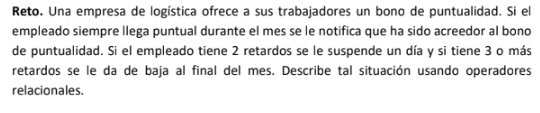 Reto. Una empresa de logística ofrece a sus trabajadores un bono de puntualidad. Si el
empleado siempre llega puntual durante el mes se le notifica que ha sido acreedor al bono
de puntualidad. Si el empleado tiene 2 retardos se le suspende un día y si tiene 3 o más
retardos se le da de baja al final del mes. Describe tal situación usando operadores
relacionales.